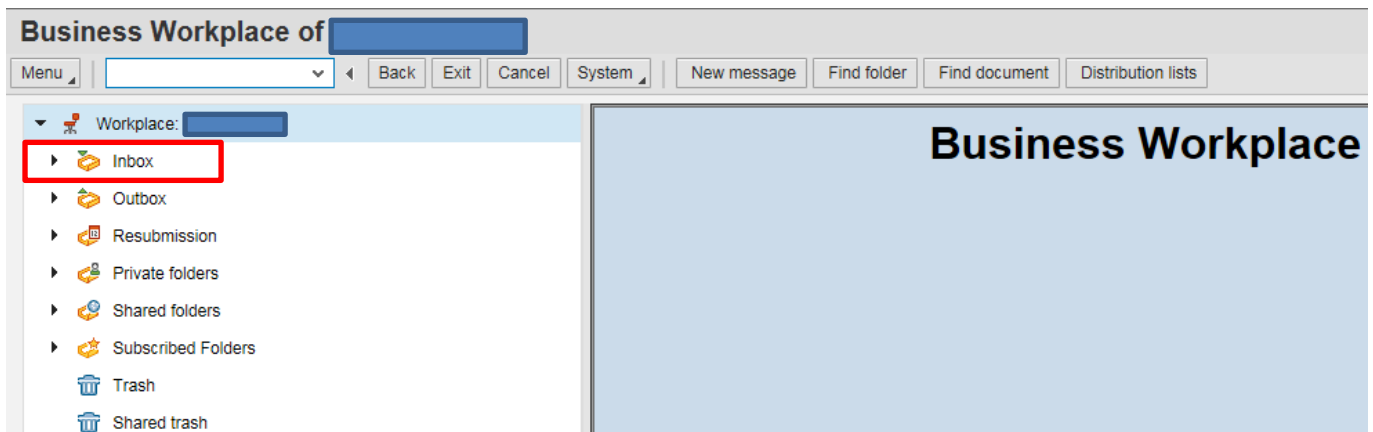 Business Workplace of
Menu Back Exit Cancel System New message Find folder Find document Distribution lists
Workplace:
Business Workplace
Inbox
Outbox
Resubmission
Private folders
Shared folders
Subscribed Folders
Trash
Shared trash